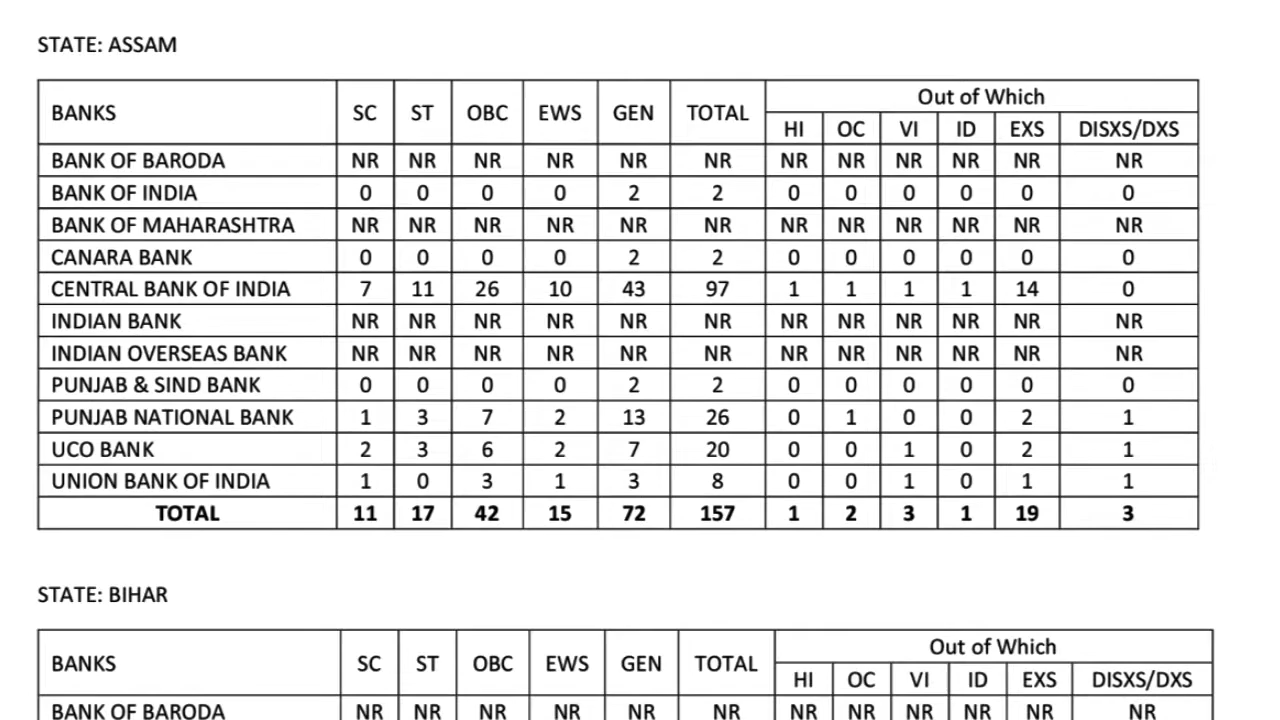 STATE: ASSAM
BANKS SC ST OBC EWS GEN TOTAL Out of Which
HI OC VI ID EXS DISXS/DXS
BANK OF BARODA NR NR NR NR NR NR NR NR NR NR NR NR
BANK OF INDIA 0 0 0 0 2 2 0 0 0 0 0 0
BANK OF MAHARASHTRA NR NR NR NR NR NR NR NR NR NR NR NR
CANARA BANK 0 0 0 0 2 2 0 0 0 0 0 0
CENTRAL BANK OF INDIA 7 11 26 10 43 97 1 1 1 1 14 0
INDIAN BANK NR NR NR NR NR NR NR NR NR NR NR NR
INDIAN OVERSEAS BANK NR NR NR NR NR NR NR NR NR NR NR NR
PUNJAB & SIND BANK 0 0 0 0 2 2 0 0 0 0 0 0
PUNJAB NATIONAL BANK 1 3 7 2 13 26 0 1 0 0 2 1
UCO BANK 2 3 6 2 7 20 0 0 1 0 2 1
UNION BANK OF INDIA 1 0 3 1 3 8 0 0 1 0 1 1
TOTAL 11 17 42 15 72 157 1 2 3 1 19 3
STATE: BIHAR
BANKS SC ST OBC EWS GEN TOTAL Out of Which
HI OC VI ID EXS DISXS/DXS
BANK OF BARODA NR NR NR NR NR NR NR NR NR NR NR NR